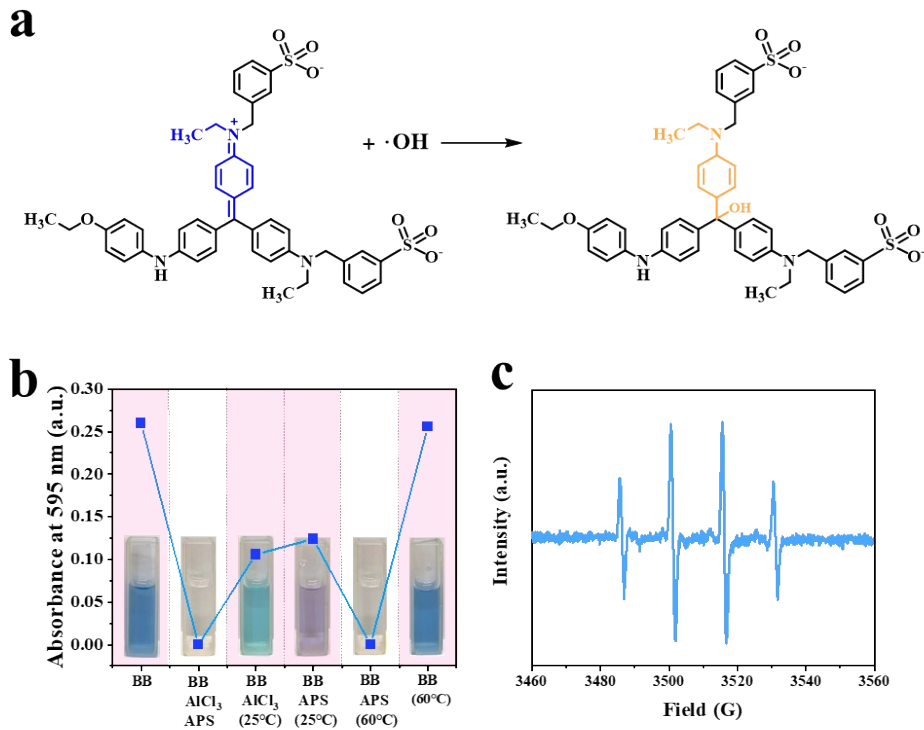 a
O
O
S
O-
H3C
N
+
+ ·OH
H3C
O
N
H
N
H3C
O
O
S
O-
O
O
S
O-
H3C
N
OH
H3C
O
N
H
N
H3C
O
O
S
O-
b
Absorbance at 595 nm (a.u.)
0.30
0.25
0.20
0.15
0.10
0.05
0.00
BB
BB
AlCl3
APS
BB
AlCl3
(25°C)
BB
APS
(25°C)
BB
APS
(60°C)
BB
(60°C)
c
Intensity (a.u.)
3460
3480
3500
3520
3540
3560
Field (G)